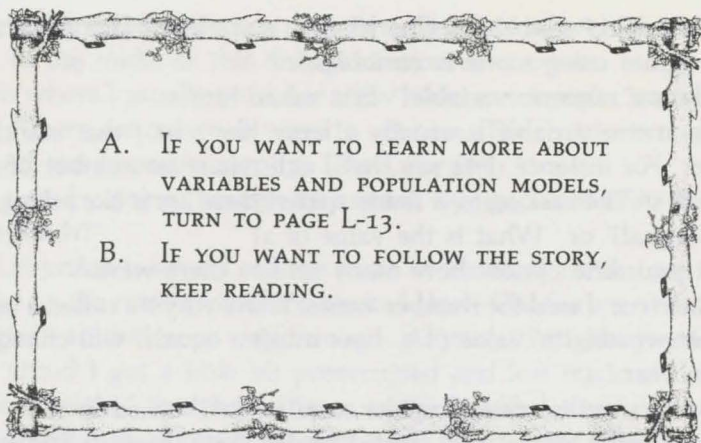 A. IF YOU WANT TO LEARN MORE ABOUT
VARIABLES AND POPULATION MODELS,
TURN TO PAGE L-13.
B. IF YOU WANT TO FOLLOW THE STORY,
KEEP READING.